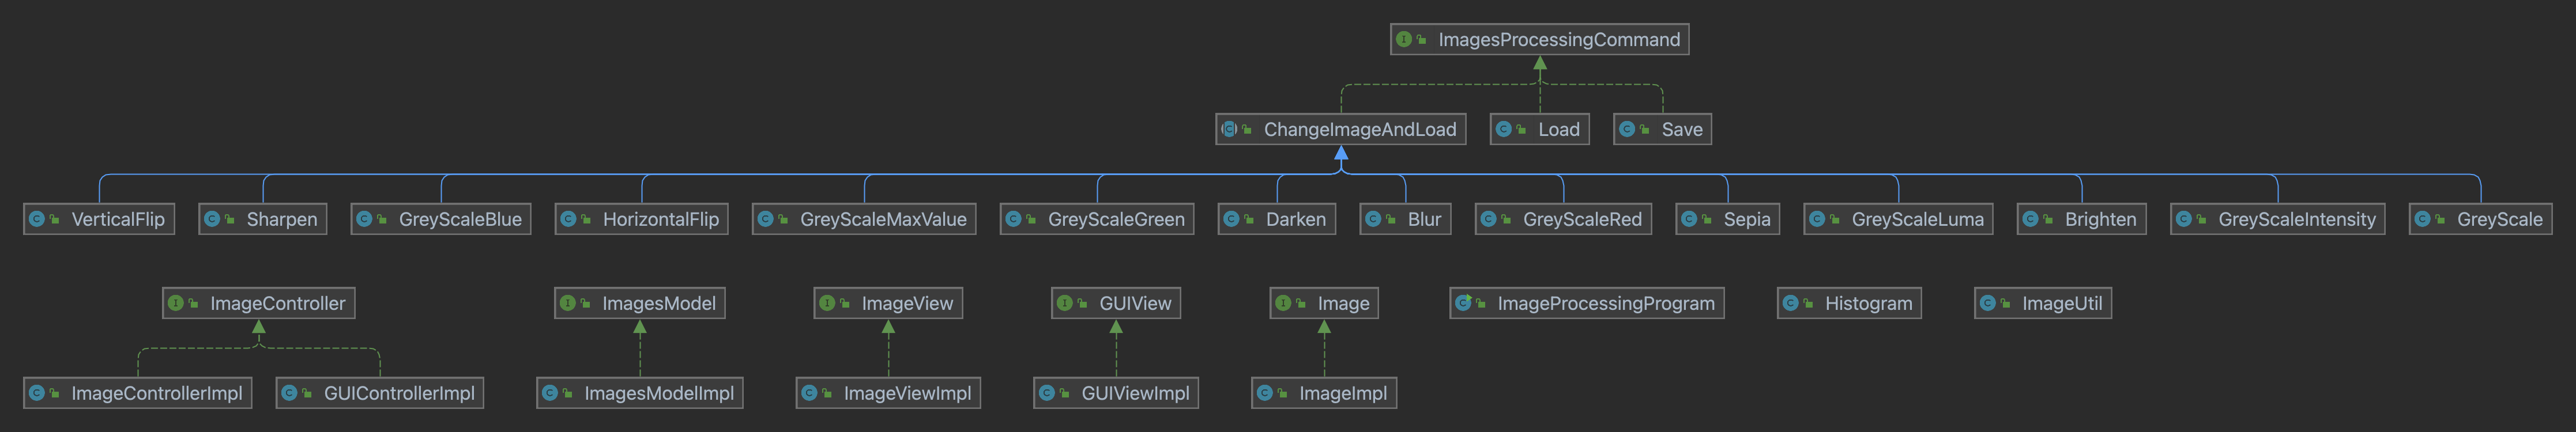 ImagesProcessingCommand
ChangeImageAndLoad Load Save
VerticalFlip Sharpen GreyScaleBlue HorizontalFlip GreyScaleMaxValue GreyScaleGreen Darken Blur GreyScaleRed Sepia GreyScaleLuma Brighten GreyScaleIntensity GreyScale
ImageController ImagesModel ImageView GUIView Image ImageProcessingProgram Histogram ImageUtil
ImageControllerImpl GUIControllerImpl ImagesModelImpl ImageViewImpl GUIViewImpl ImageImpl